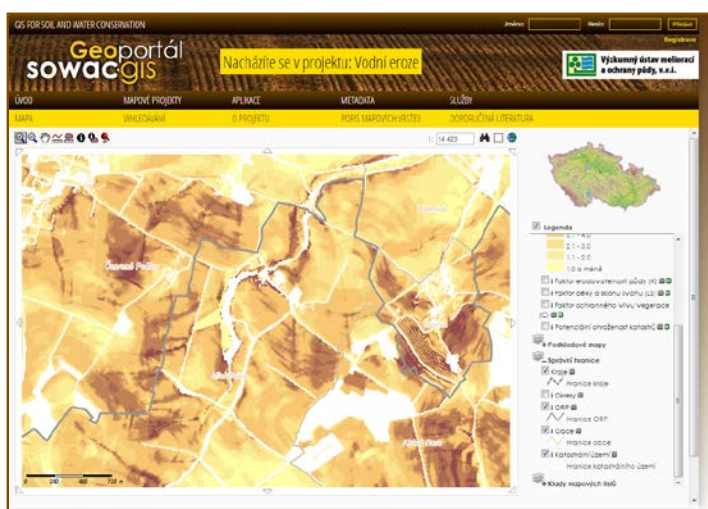 GIS FOR SOIL AND WATER CONSERVATION
Jméno:
Heslo:
Přihlásit
Registrace
Geoportál
sowacgis
Nacházíte se v projektu: Vodní eroze
Výzkumný ústav meliorací
a ochrany půdy, v.v.i.
ÚVOD MAPOVÉ PROJEKTY APLIKACE METADATA SLUŽBY
MAPA VYHLEDÁVÁNÍ O PROJEKTU POPIS MAPOVÝCH VRSTEV DOPORUČENÁ LITERATURA
1: 14 423
Legenda
2,1 - 3,0
1,1 - 2,0
1,0 a méně
Faktor erodovatelnosti půdy (K)
Faktor délky a sklonu svahu (LS)
Faktor ochranného vlivu vegetace
(C)
Potenciální ohroženost katastrů
Podkladové mapy
Správní hranice
Kraje
Hranice kraje
Okresy
ORP
Hranice ORP
Obce
Hranice obce
Katastrální území
Hranice katastrálního území
Klady mapových listů
0 240 480 720 m